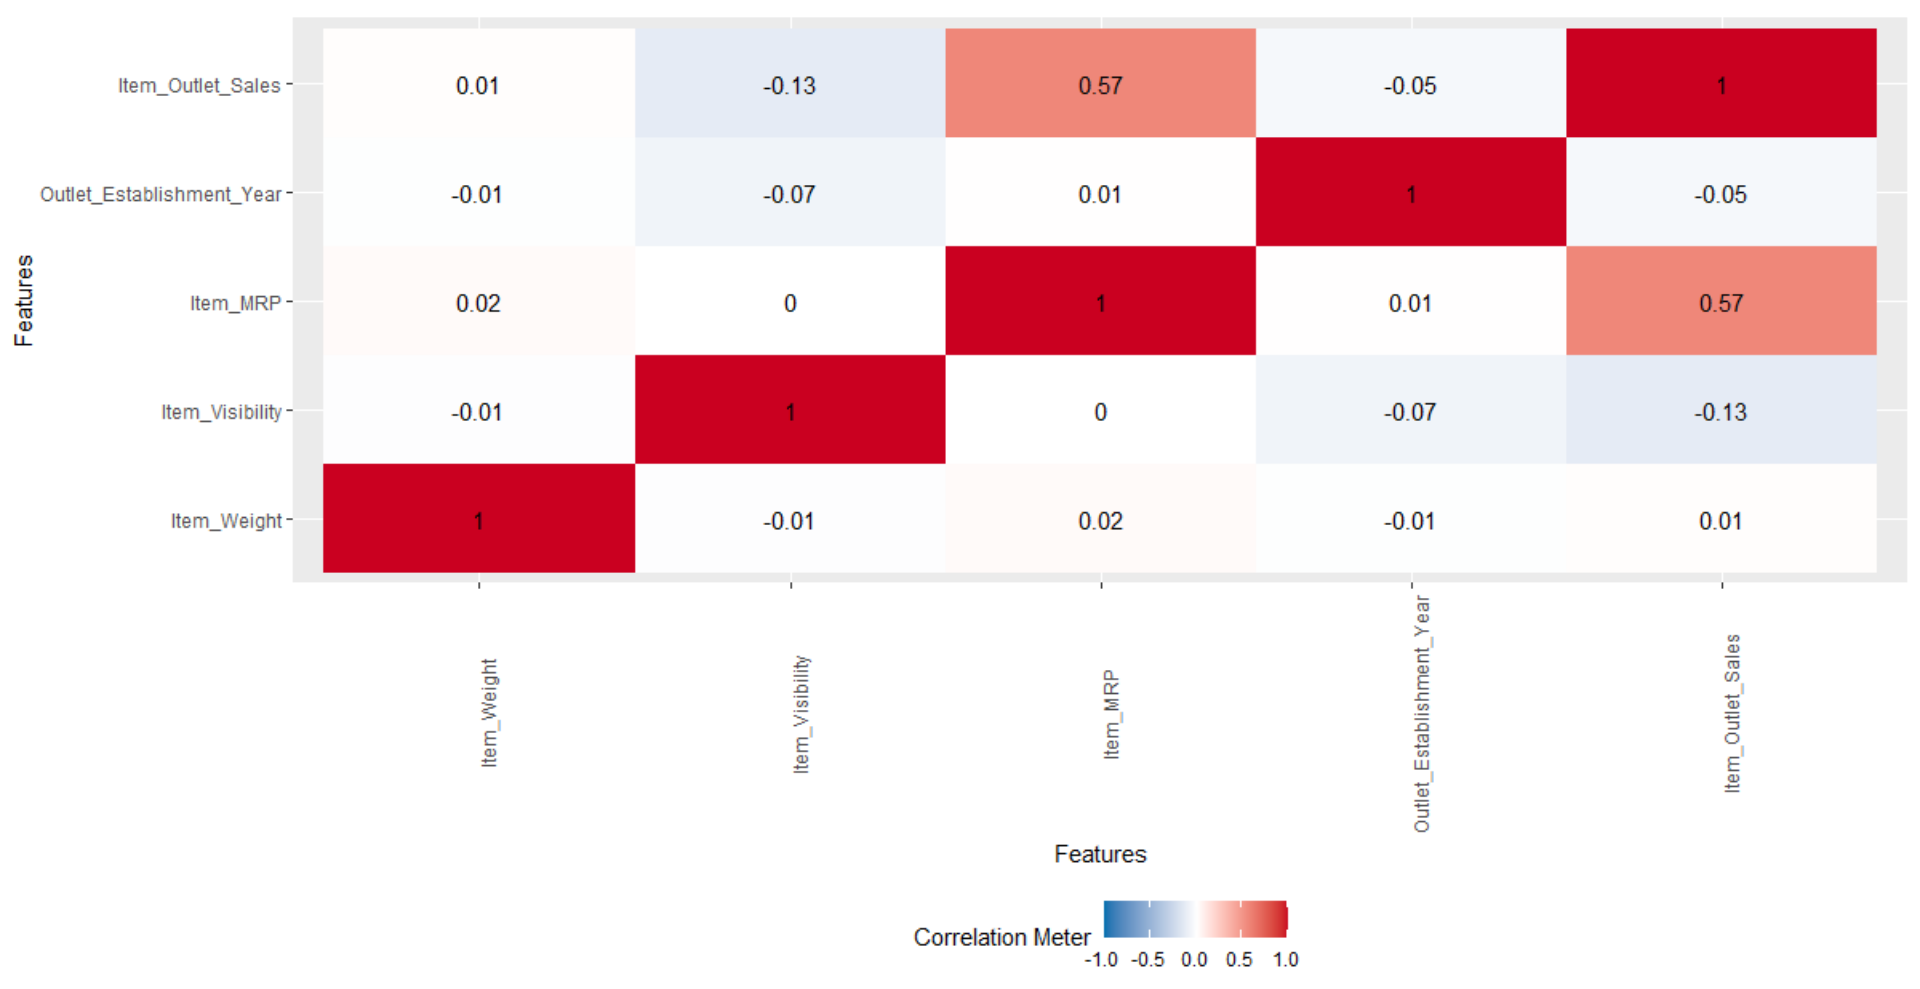 Item_Outlet_Sales 0.01 -0.13 0.57 -0.05 1
Outlet_Establishment_Year -0.01 -0.07 0.01 1 -0.05
Features
Item_MRP 0.02 0 1 0.01 0.57
Item_Visibility -0.01 1 0 -0.07 -0.13
Item_Weight 1 -0.01 0.02 -0.01 0.01
Item_Weight
Item_Visibility
Item_MRP
Outlet_Establishment_Year
Item_Outlet_Sales
Features
Correlation Meter
-1.0 -0.5 0.0 0.5 1.0